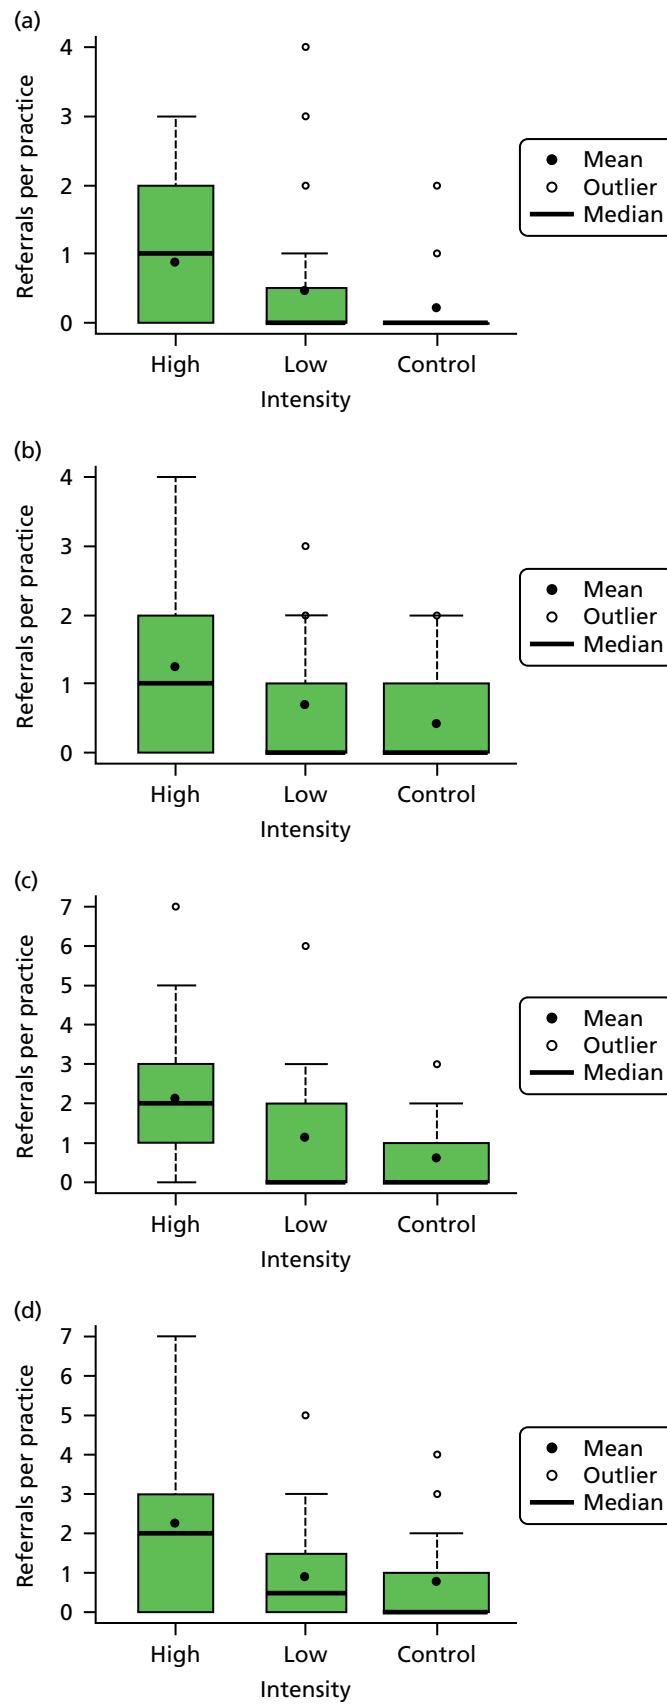 (a)
Referrals per practice
4
3
2
1
0
High Low Control
Intensity
Mean
Outlier
Median
(b)
Referrals per practice
4
3
2
1
0
High Low Control
Intensity
Mean
Outlier
Median
(c)
Referrals per practice
7
6
5
4
3
2
1
0
High Low Control
Intensity
Mean
Outlier
Median
(d)
Referrals per practice
7
6
5
4
3
2
1
0
High Low Control
Intensity
Mean
Outlier
Median